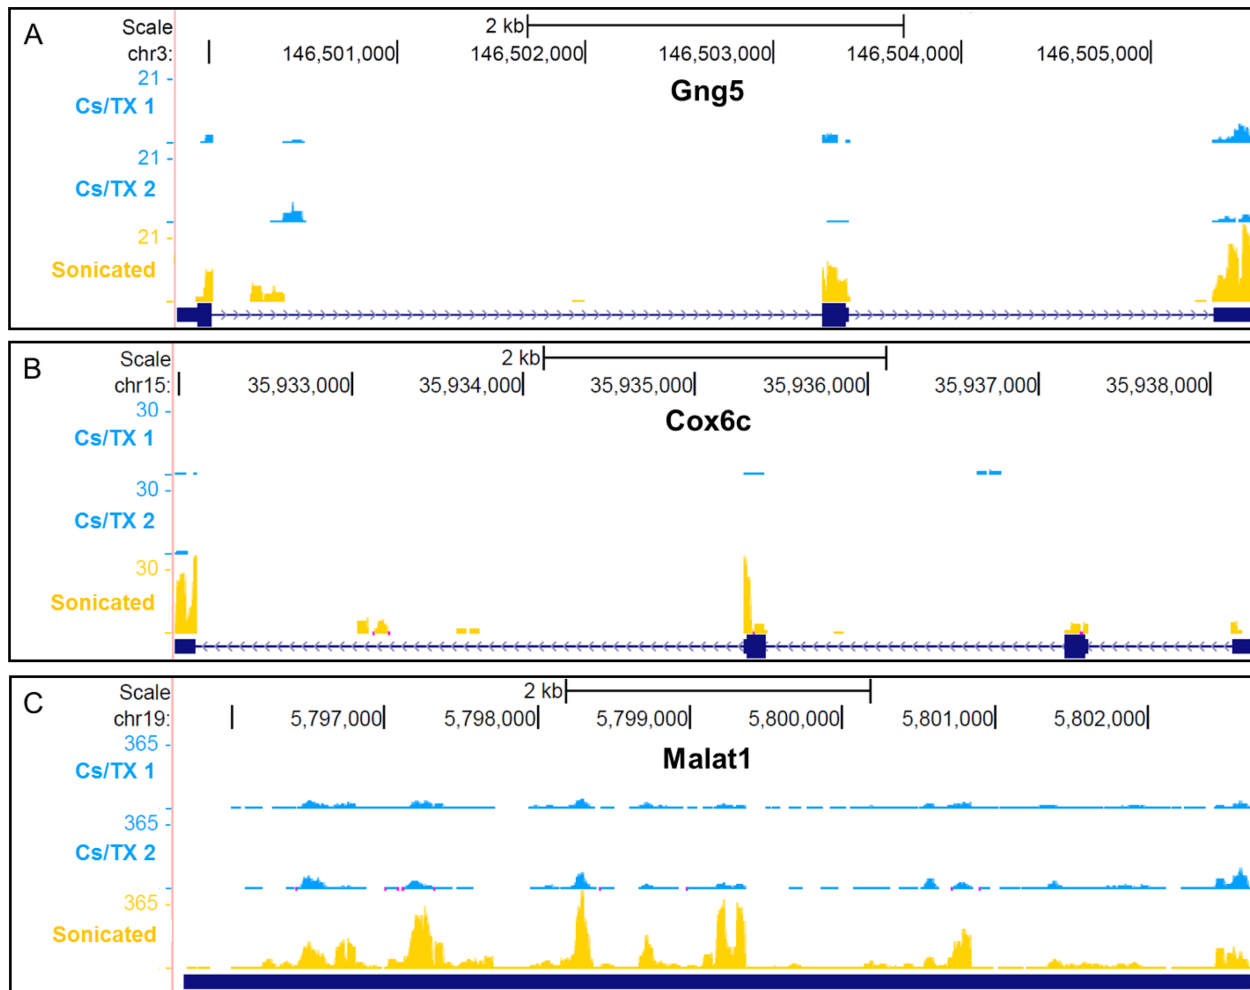 A
Scale 2 kb
chr3: 146,501,000 146,502,000 146,503,000 146,504,000 146,505,000
Gng5
21
Cs/TX 1
21
Cs/TX 2
21
Sonicated
B
Scale 2 kb
chr15: 35,933,000 35,934,000 35,935,000 35,936,000 35,937,000 35,938,000
Cox6c
30
Cs/TX 1
30
Cs/TX 2
30
Sonicated
C
Scale 2 kb
chr19: 5,797,000 5,798,000 5,799,000 5,800,000 5,801,000 5,802,000
Malat1
365
Cs/TX 1
365
Cs/TX 2
365
Sonicated